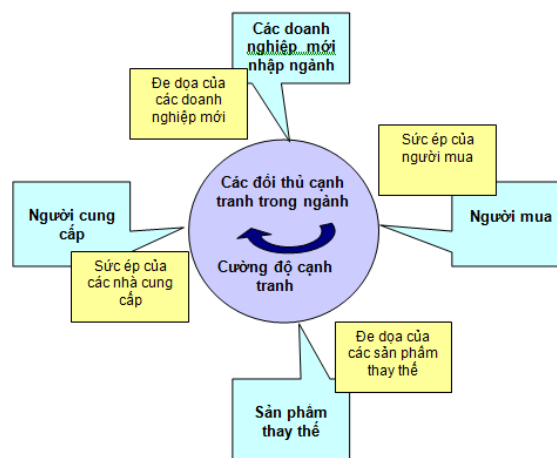 Các doanh
nghiệp mới
nhập ngành
Đe dọa của
các doanh
nghiệp mới
Sức ép của
người mua
Các đối thủ cạnh
tranh trong ngành
Người cung
cấp
Người mua
Cường độ cạnh
tranh
Sức ép của
các nhà cung
cấp
Đe dọa của
các sản phẩm
thay thế
Sản phẩm
thay thế